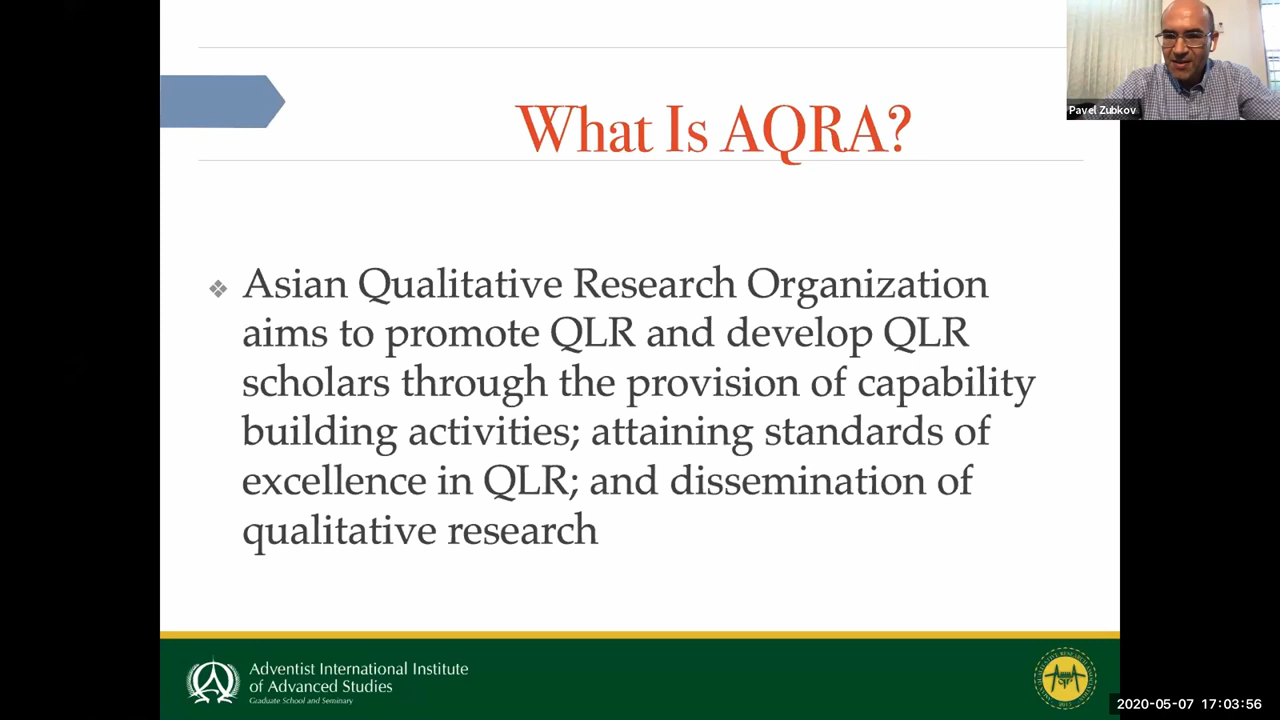 What Is AQRA?
Pavel Zubkov
❖ Asian Qualitative Research Organization
aims to promote QLR and develop QLR
scholars through the provision of capability
building activities; attaining standards of
excellence in QLR; and dissemination of
qualitative research
Adventist International Institute
of Advanced Studies
Graduate School and Seminary
2020-05-07 17:03:56